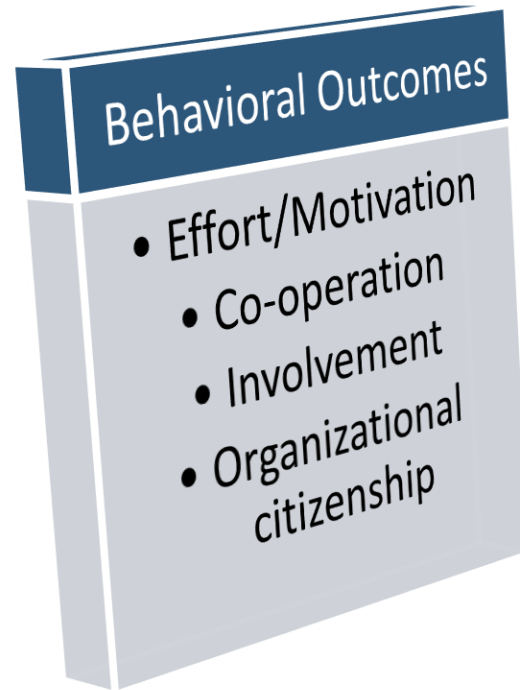 Behavioral Outcomes
• Effort/Motivation
• Co-operation
• Involvement
• Organizational
citizenship